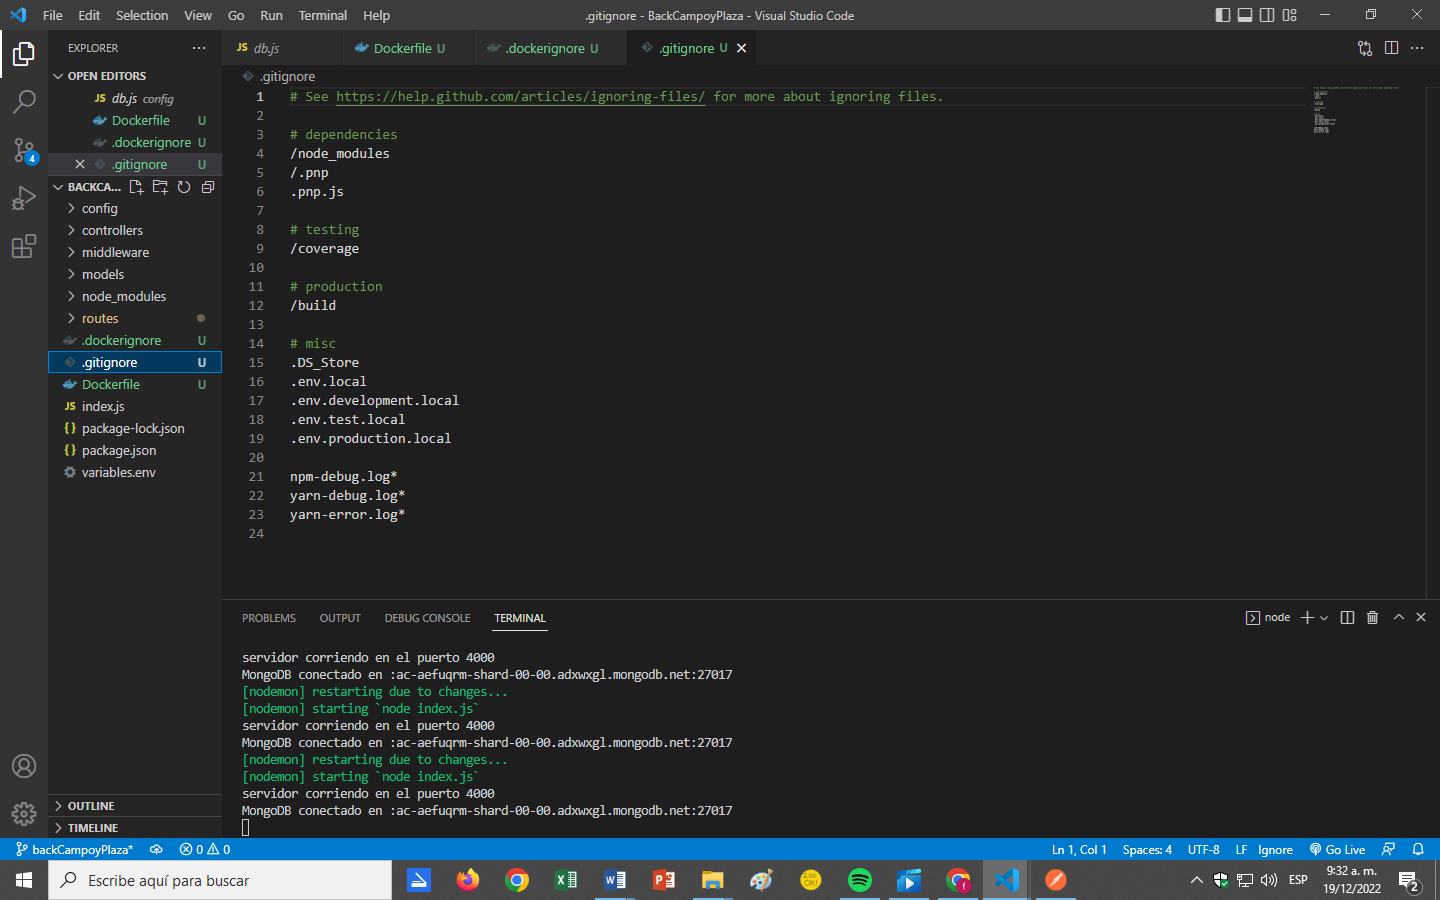 File Edit Selection View Go Run Terminal Help
.gitignore - BackCampoyPlaza - Visual Studio Code
EXPLORER
OPEN EDITORS
JS db.js config
Dockerfile U
.dockerignore U
.gitignore U
BACKCA...
config
controllers
middleware
models
node_modules
routes
.dockerignore U
.gitignore U
Dockerfile U
JS index.js
{} package-lock.json
{} package.json
variables.env
OUTLINE
TIMELINE
4
JS db.js
Dockerfile U
.dockerignore U
.gitignore U
.gitignore
1 # See https://help.github.com/articles/ignoring-files/ for more about ignoring files.
2
3 # dependencies
4 /node_modules
5 /.pnp
6 .pnp.js
7
8 # testing
9 /coverage
10
11 # production
12 /build
13
14 # misc
15 .DS_Store
16 .env.local
17 .env.development.local
18 .env.test.local
19 .env.production.local
20
21 npm-debug.log*
22 yarn-debug.log*
23 yarn-error.log*
24
PROBLEMS OUTPUT DEBUG CONSOLE TERMINAL
node
servidor corriendo en el puerto 4000
MongoDB conectado en :ac-aefuqrm-shard-00-00.adxwxgl.mongodb.net:27017
[nodemon] restarting due to changes...
[nodemon] starting `node index.js`
servidor corriendo en el puerto 4000
MongoDB conectado en :ac-aefuqrm-shard-00-00.adxwxgl.mongodb.net:27017
[nodemon] restarting due to changes...
[nodemon] starting `node index.js`
servidor corriendo en el puerto 4000
MongoDB conectado en :ac-aefuqrm-shard-00-00.adxwxgl.mongodb.net:27017
backCampoyPlaza* 0 0
Ln 1, Col 1 Spaces: 4 UTF-8 LF Ignore Go Live
Escribe aquí para buscar
ESP
9:32 a. m.
19/12/2022
2